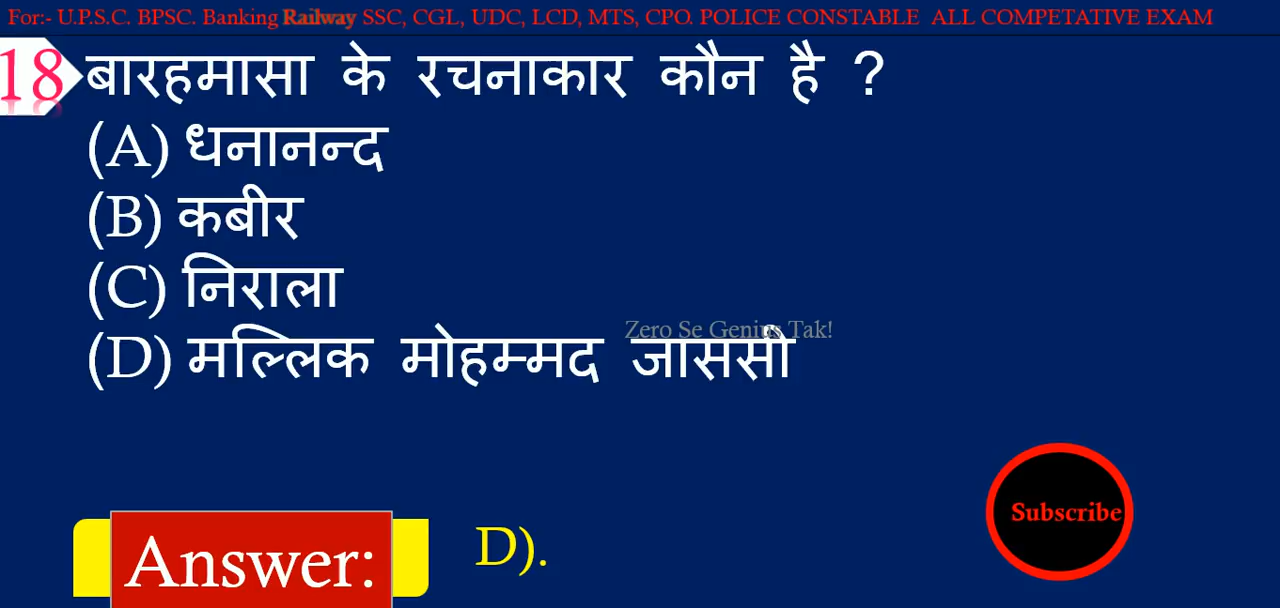 For:- U.P.S.C. BPSC. Banking Railway SSC, CGL, UDC, LCD, MTS, CPO. POLICE CONSTABLE ALL COMPETATIVE EXAM
18 बारहमासा के रचनाकार कौन है ?
(A) धनानन्द
(B) कबीर
(C) निराला
Zero Se Genius Tak!
(D) मल्लिक मोहम्मद जाससी
Subscribe
Answer: D).